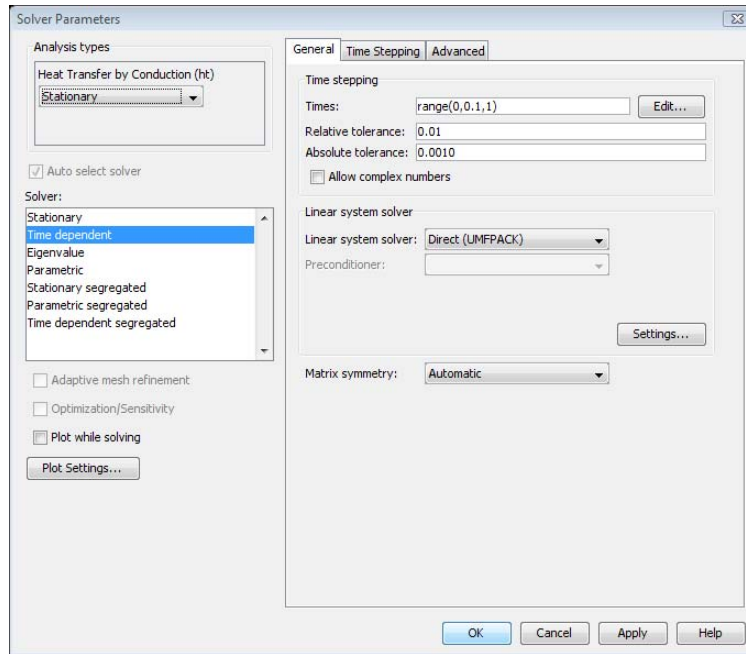 Solver Parameters
Analysis types
Heat Transfer by Conduction (ht)
Stationary
Auto select solver
Solver:
Stationary
Time dependent
Eigenvalue
Parametric
Stationary segregated
Parametric segregated
Time dependent segregated
Adaptive mesh refinement
Optimization/Sensitivity
Plot while solving
Plot Settings...
General Time Stepping Advanced
Time stepping
Times: range(0,0.1,1) Edit...
Relative tolerance: 0.01
Absolute tolerance: 0.0010
Allow complex numbers
Linear system solver
Linear system solver: Direct (UMFPACK)
Preconditioner:
Settings...
Matrix symmetry: Automatic
OK Cancel Apply Help